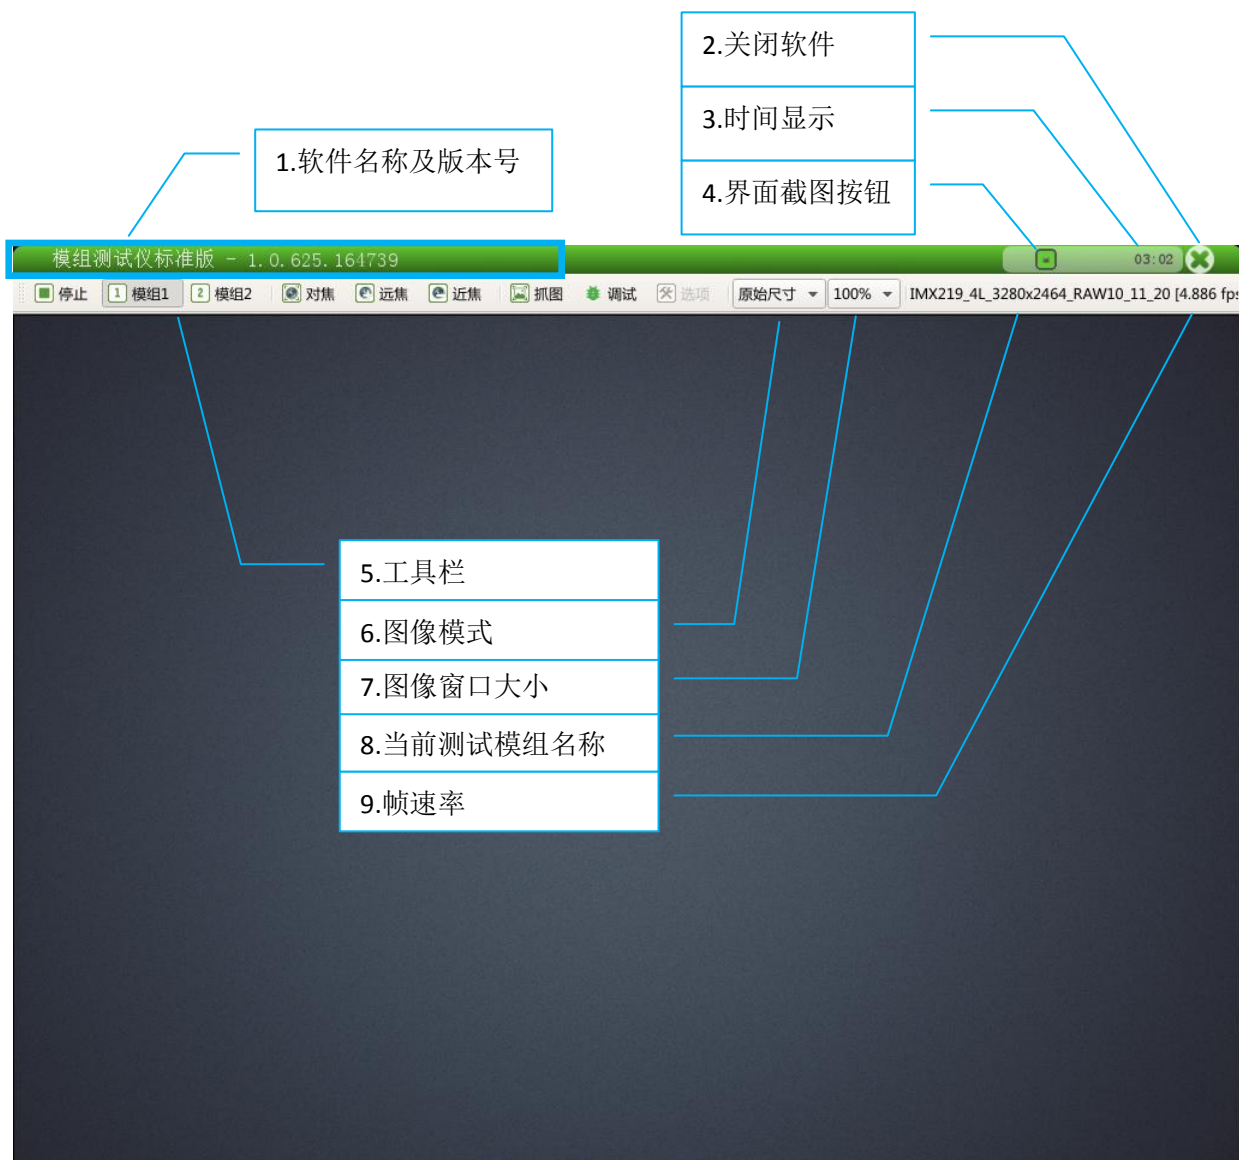 2.关闭软件
3.时间显示
1.软件名称及版本号
4.界面截图按钮
模组测试仪标准版 - 1.0.625.164739
03:02
停止 1 模组1 2 模组2 对焦 远焦 近焦 抓图 调试 选项 原始尺寸 100% IMX219_4L_3280x2464_RAW10_11_20 [4.886 fps
5.工具栏
6.图像模式
7.图像窗口大小
8.当前测试模组名称
9.帧速率